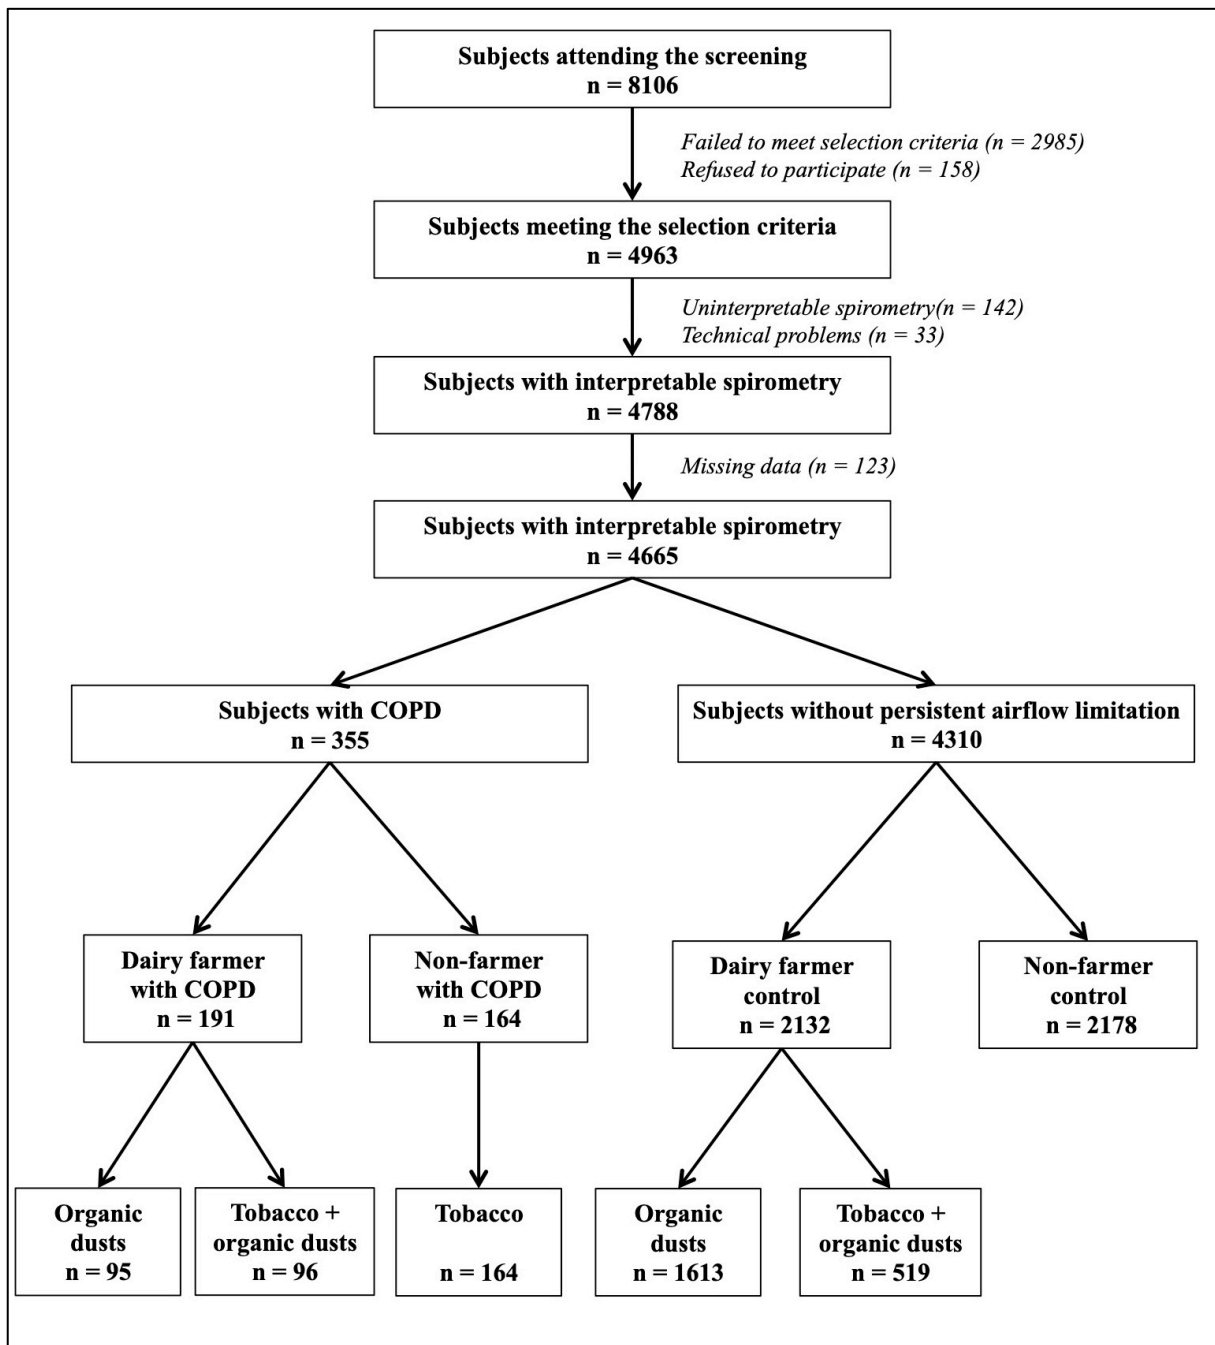 Subjects attending the screening
n = 8106
Failed to meet selection criteria (n = 2985)
Refused to participate (n = 158)
Subjects meeting the selection criteria
n = 4963
Uninterpretable spirometry(n = 142)
Technical problems (n = 33)
Subjects with interpretable spirometry
n = 4788
Missing data (n = 123)
Subjects with interpretable spirometry
n = 4665
Subjects with COPD
n = 355
Subjects without persistent airflow limitation
n = 4310
Dairy farmer
with COPD
n = 191
Non-farmer
with COPD
n = 164
Dairy farmer
control
n = 2132
Non-farmer
control
n = 2178
Organic
dusts
n = 95
Tobacco +
organic dusts
n = 96
Tobacco
n = 164
Organic
dusts
n = 1613
Tobacco +
organic dusts
n = 519